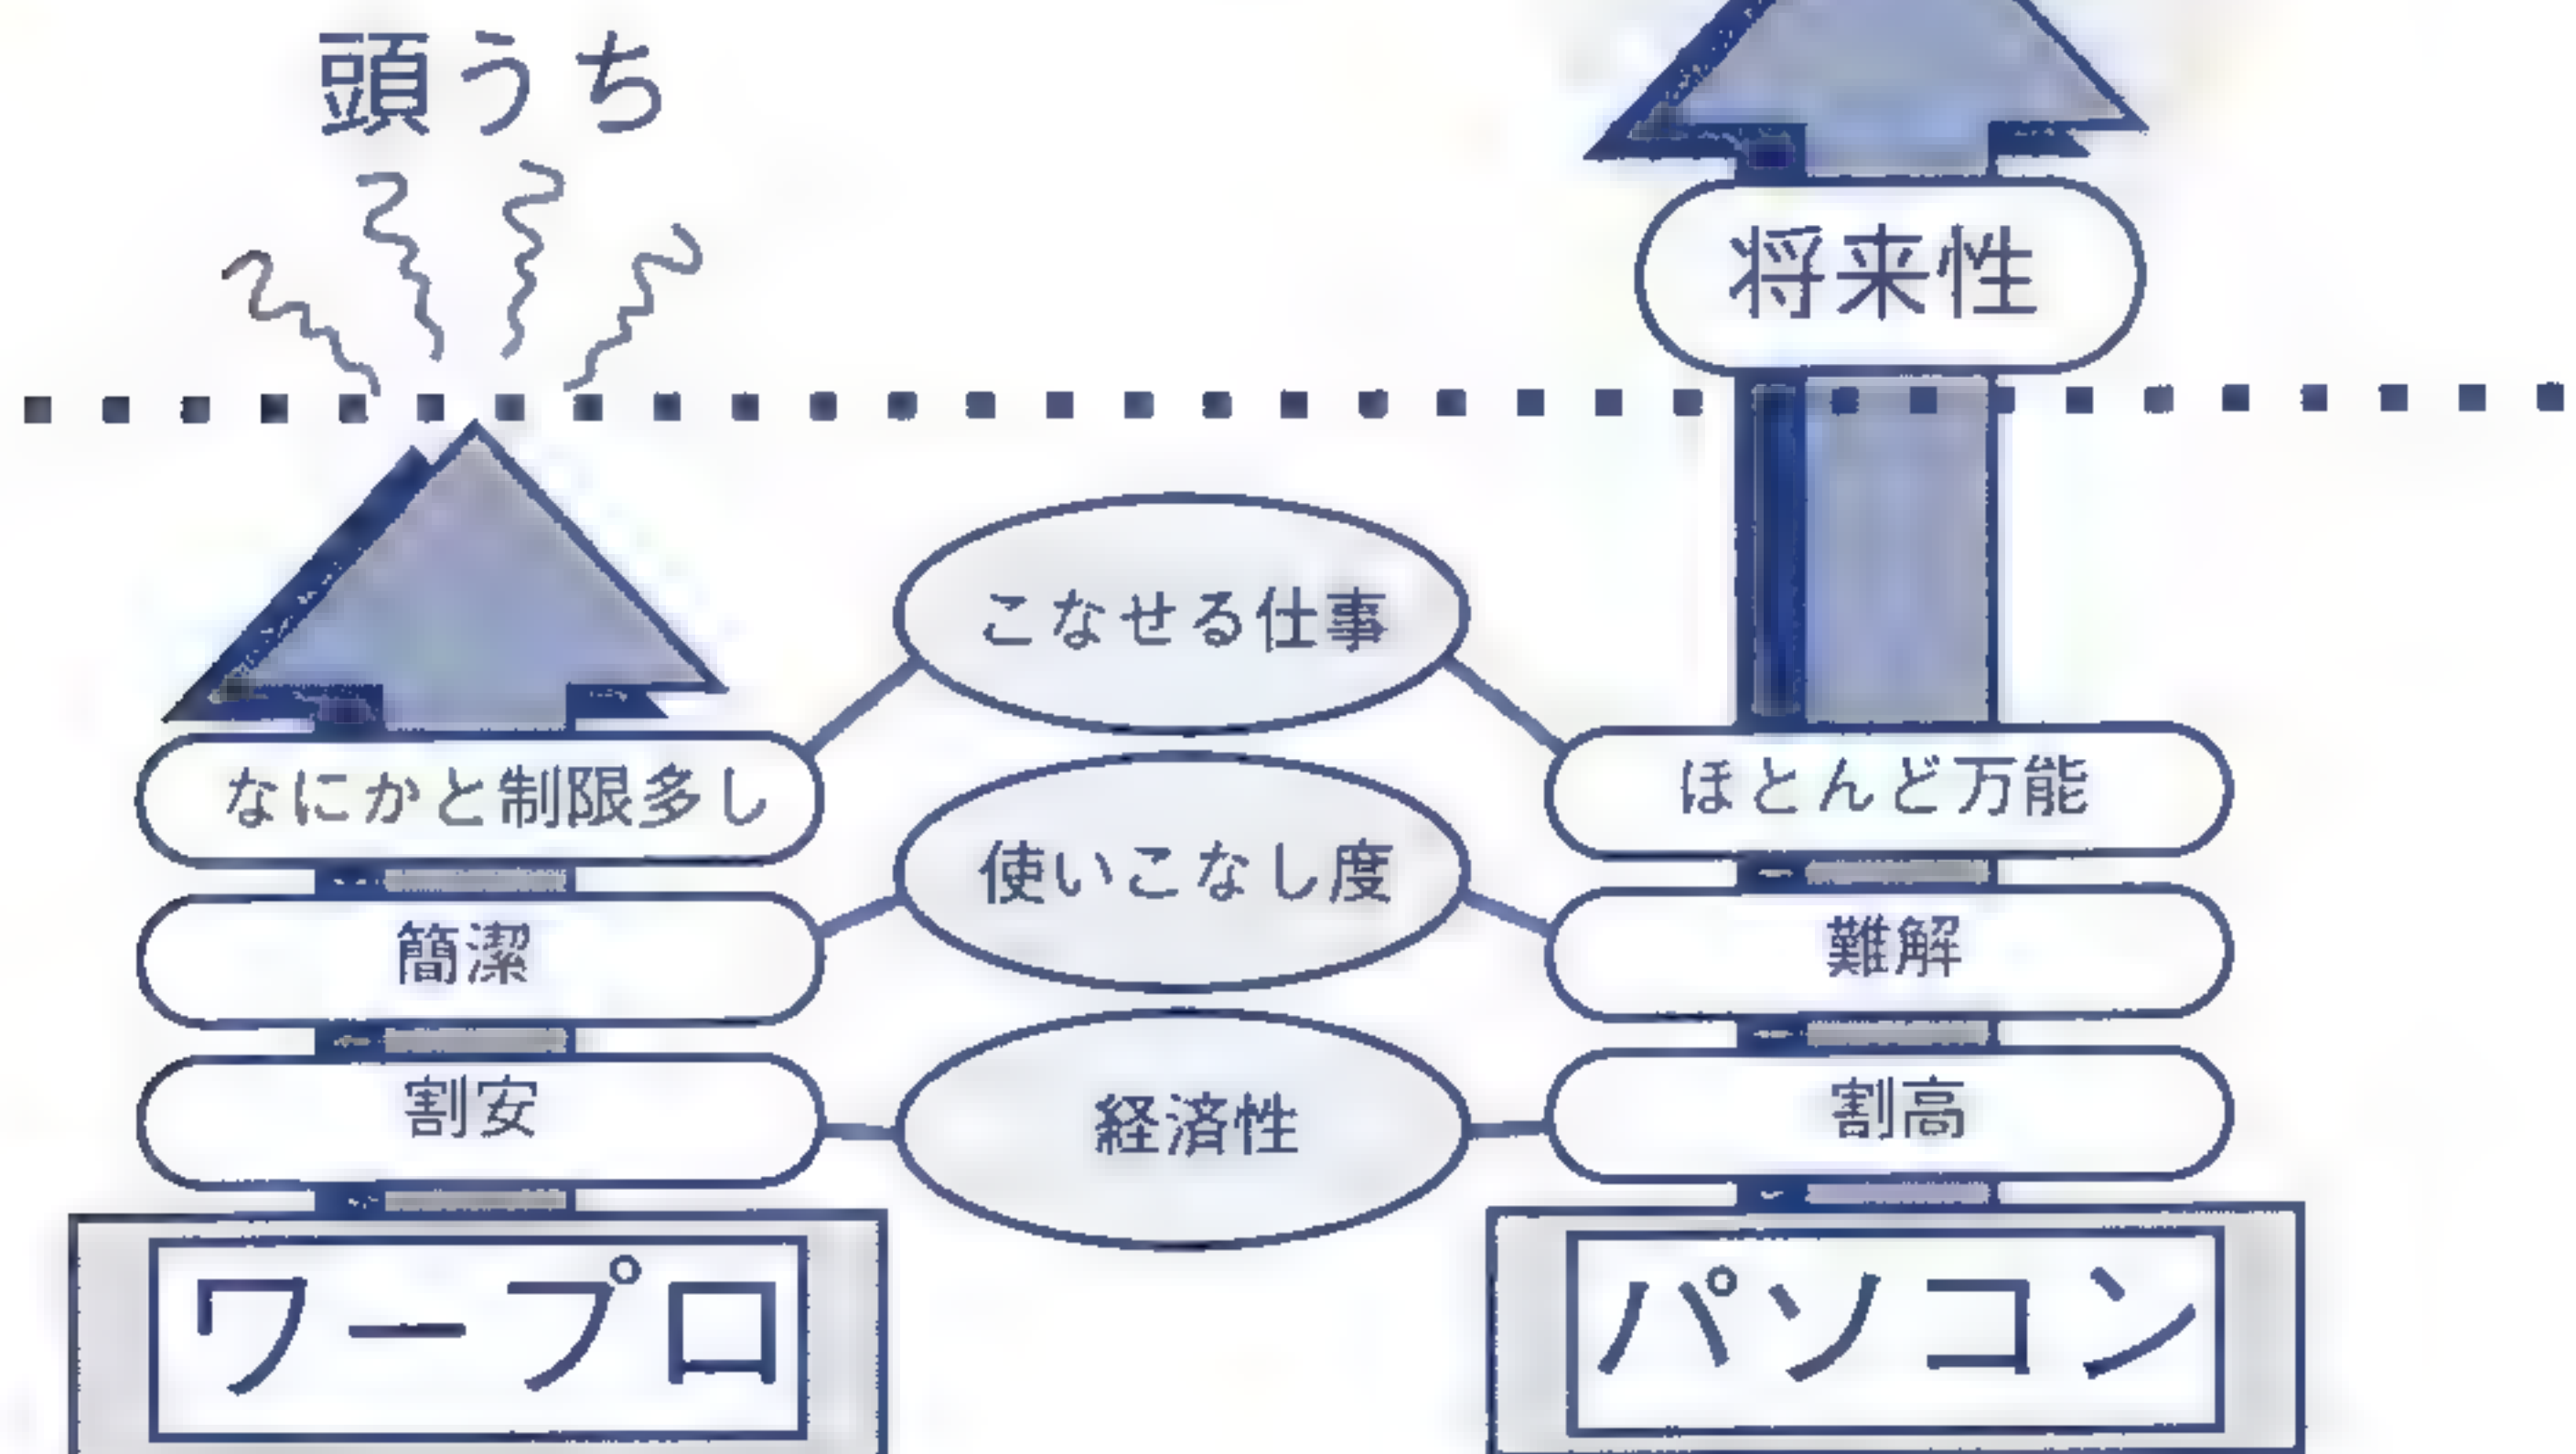 頭うち
将来性
こなせる仕事
なにかと制限多し
ほとんど万能
使いこなし度
簡潔
難解
経済性
割安
割高
ワープロ
パソコン